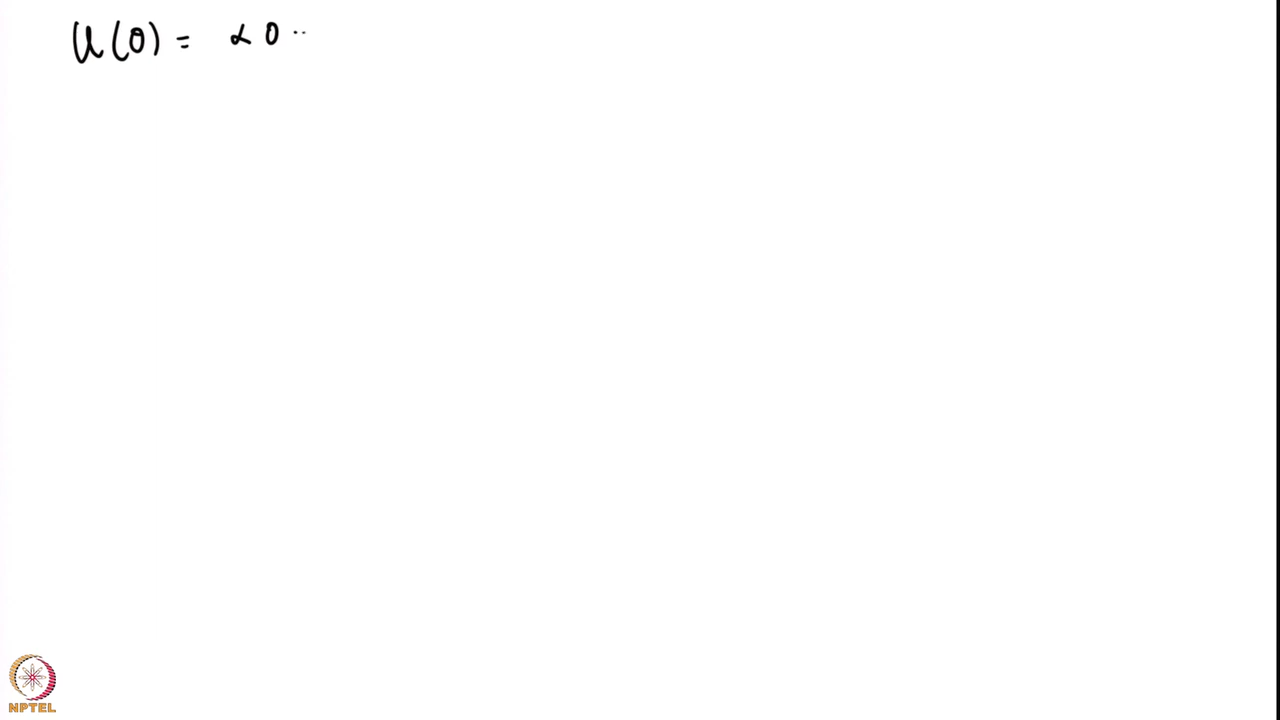 U(0) = α 0 ..
NPTEL